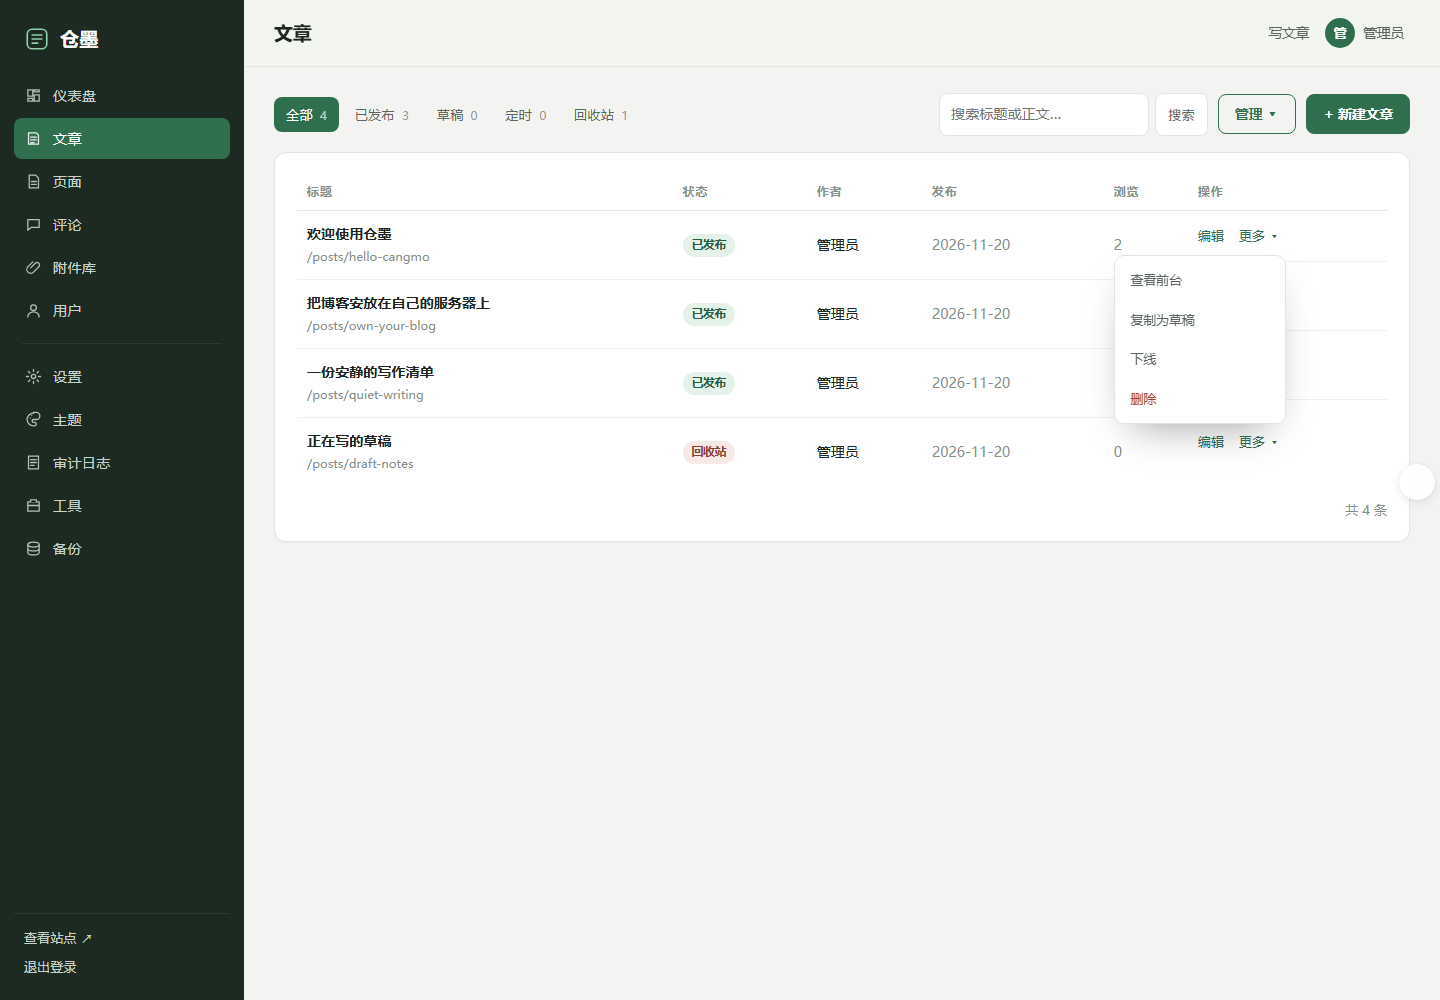 仓墨
仪表盘
文章
页面
评论
附件库
用户
设置
主题
审计日志
工具
备份
查看站点 ↗
退出登录
文章
写文章 管 管理员
全部 4 已发布 3 草稿 0 定时 0 回收站 1
搜索标题或正文... 搜索 管理 ▾ + 新建文章
标题 状态 作者 发布 浏览 操作
欢迎使用仓墨
/posts/hello-cangmo
已发布 管理员 2026-11-20 2 编辑 更多 ▾
把博客安放在自己的服务器上
/posts/own-your-blog
已发布 管理员 2026-11-20
一份安静的写作清单
/posts/quiet-writing
已发布 管理员 2026-11-20
正在写的草稿
/posts/draft-notes
回收站 管理员 2026-11-20 0 编辑 更多 ▾
查看前台
复制为草稿
下线
删除
共 4 条